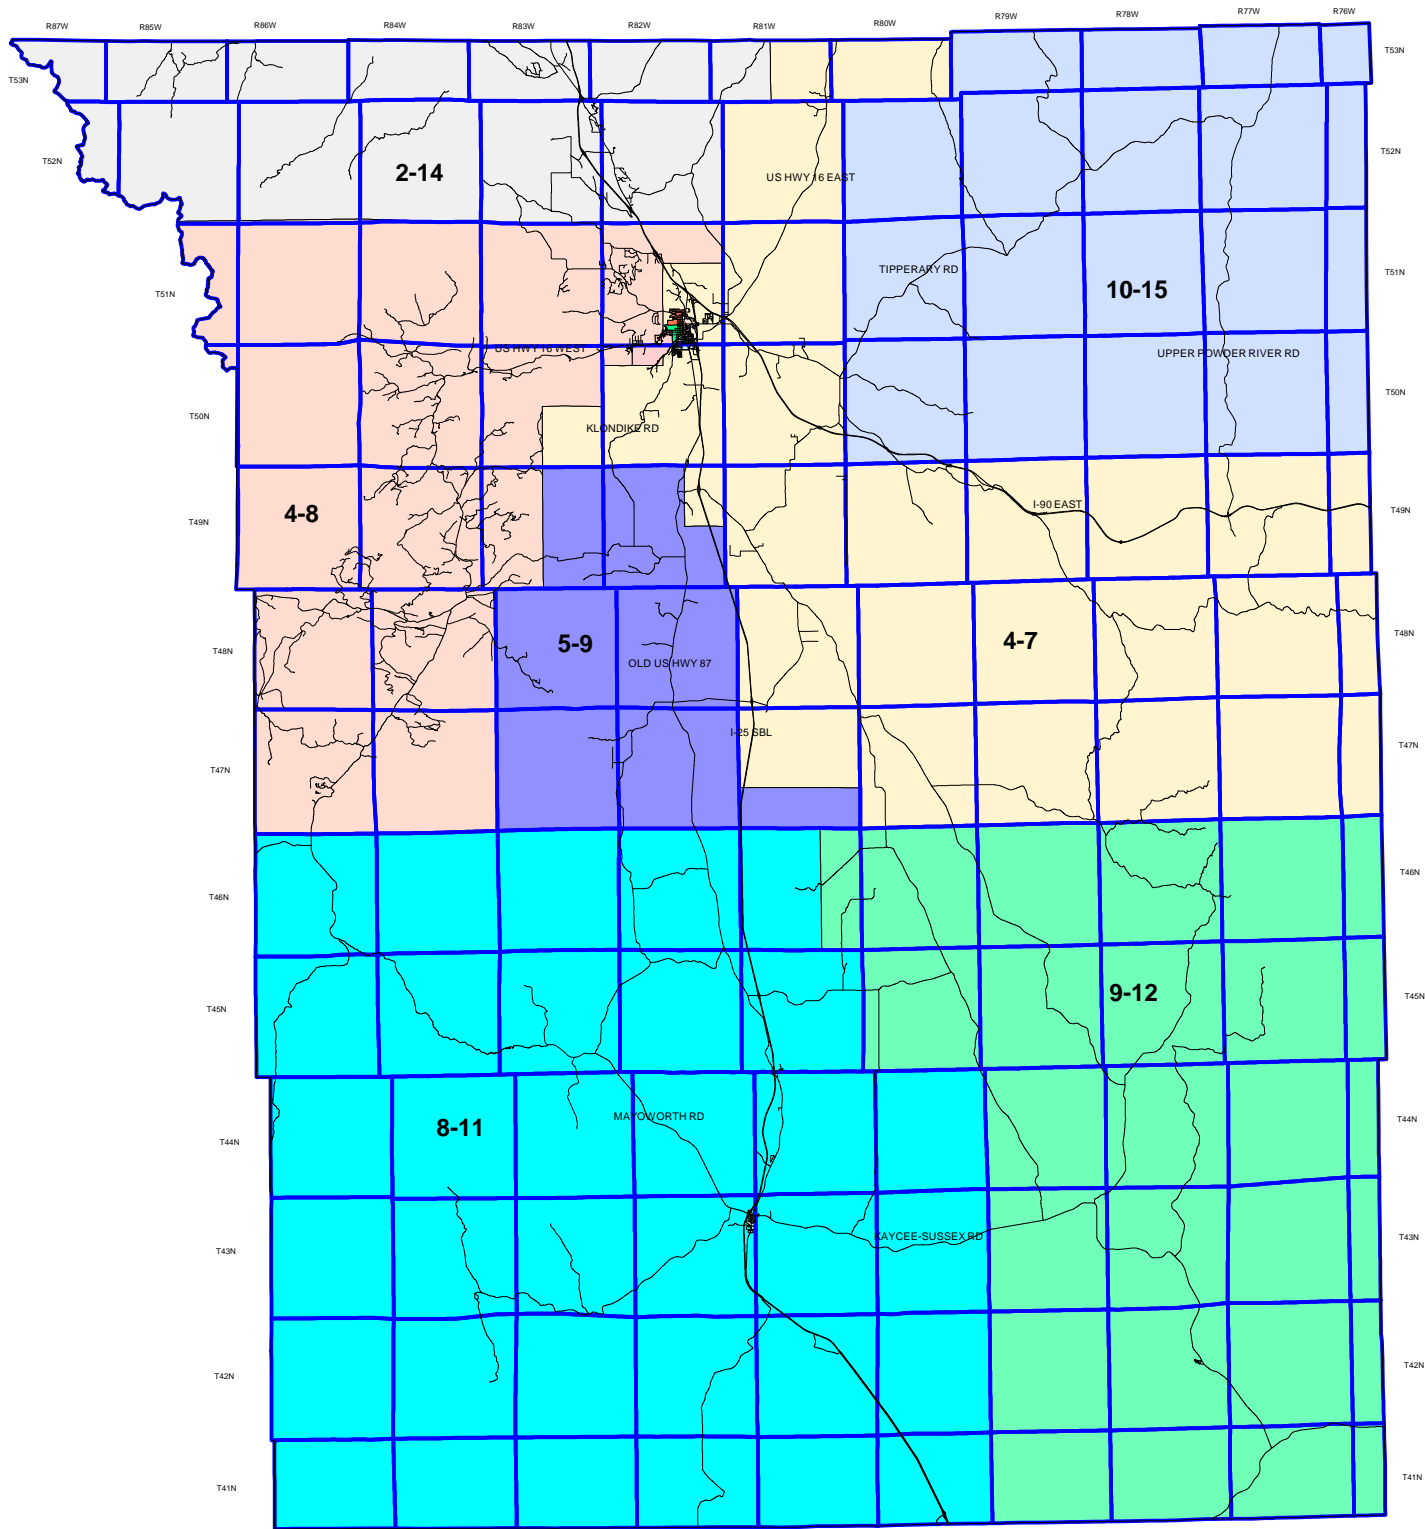 R87W
R85W
R86W
R84W
R83W
R82W
R81W
R80W
R79W
R78W
R77W
R76W
T53N
T53N
T52N
2-14
US HWY 16 EAST
T52N
T51N
TIPPERARY RD
10-15
T51N
US HWY 16 WEST
UPPER POWDER RIVER RD
T50N
KLONDIKE RD
T50N
T49N
4-8
I-90 EAST
T49N
T48N
5-9
OLD US HWY 87
4-7
T48N
T47N
I-25 SBL
T47N
T46N
T46N
T45N
9-12
T45N
T44N
8-11
MAYOWORTH RD
T44N
T43N
KAYCEE-SUSSEX RD
T43N
T42N
T42N
T41N
T41N